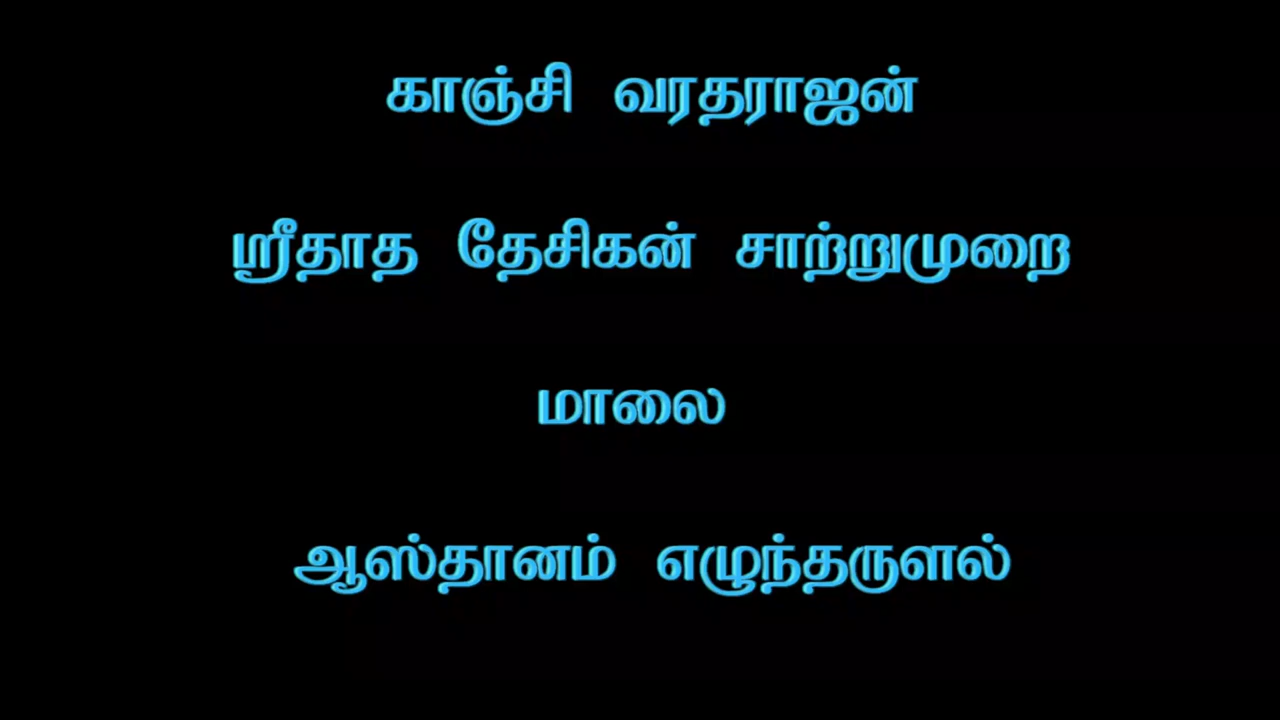 காஞ்சி வரதராஜன்
ஸ்ரீதாத தேசிகன் சாற்றுமுறை
மாலை
ஆஸ்தானம் எழுந்தருளல்